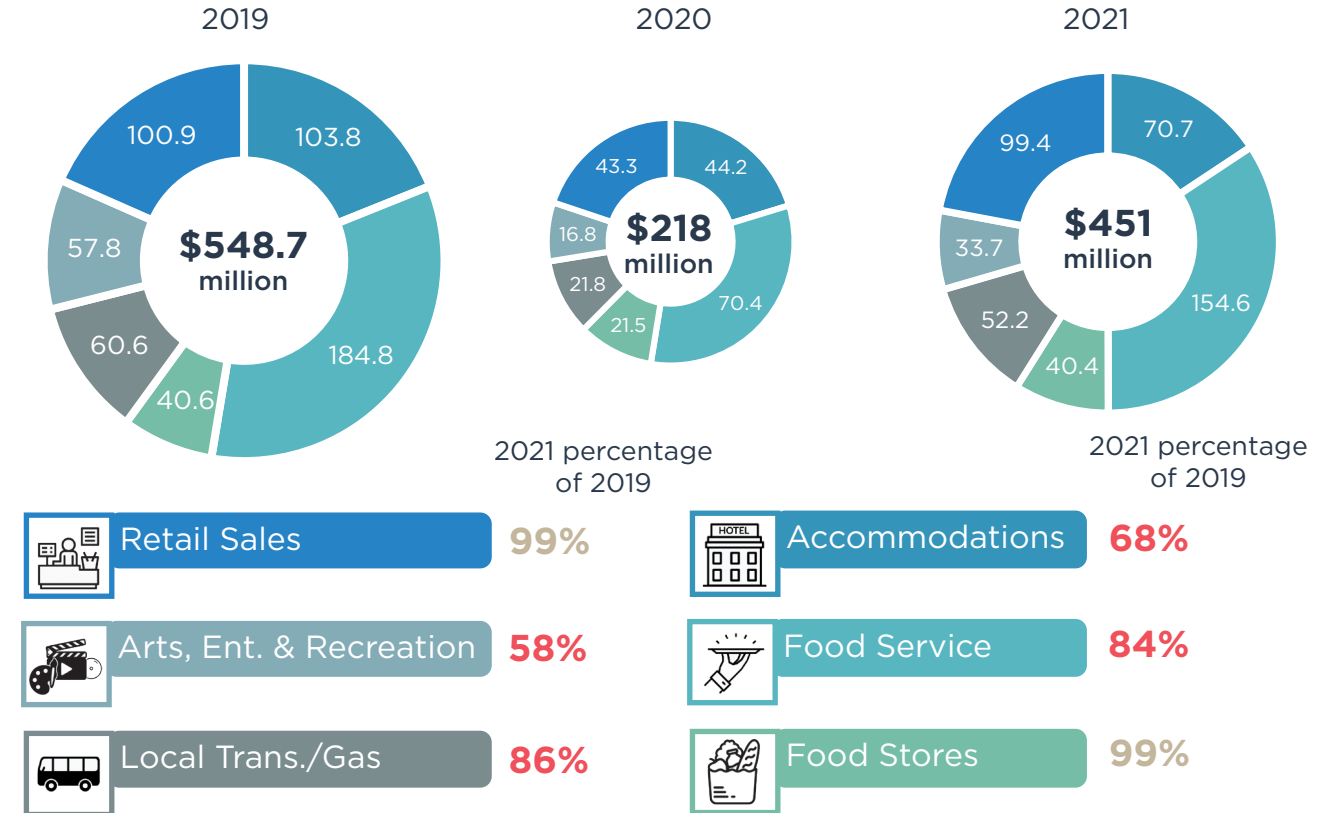 2019
2020
2021
100.9
103.8
57.8
$548.7
million
60.6
184.8
40.6
43.3
44.2
16.8
$218
million
21.8
70.4
21.5
99.4
70.7
33.7
$451
million
52.2
154.6
40.4
2021 percentage
of 2019
2021 percentage
of 2019
Retail Sales
99%
HOTEL
Accommodations
68%
Arts, Ent. & Recreation
58%
Food Service
84%
Local Trans./Gas
86%
Food Stores
99%